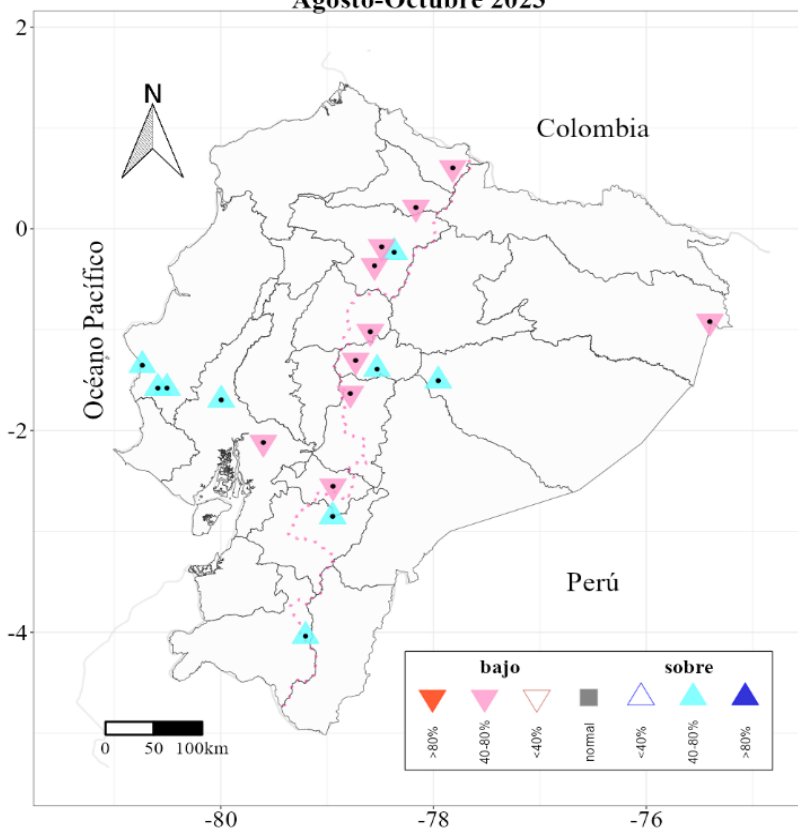 Agosto-Octubre 2023
2
N
Colombia
0
Océano Pacífico
-2
Perú
-4
bajo sobre
>80% 40-80% <40% normal <40% 40-80% >80%
0 50 100km
-80 -78 -76